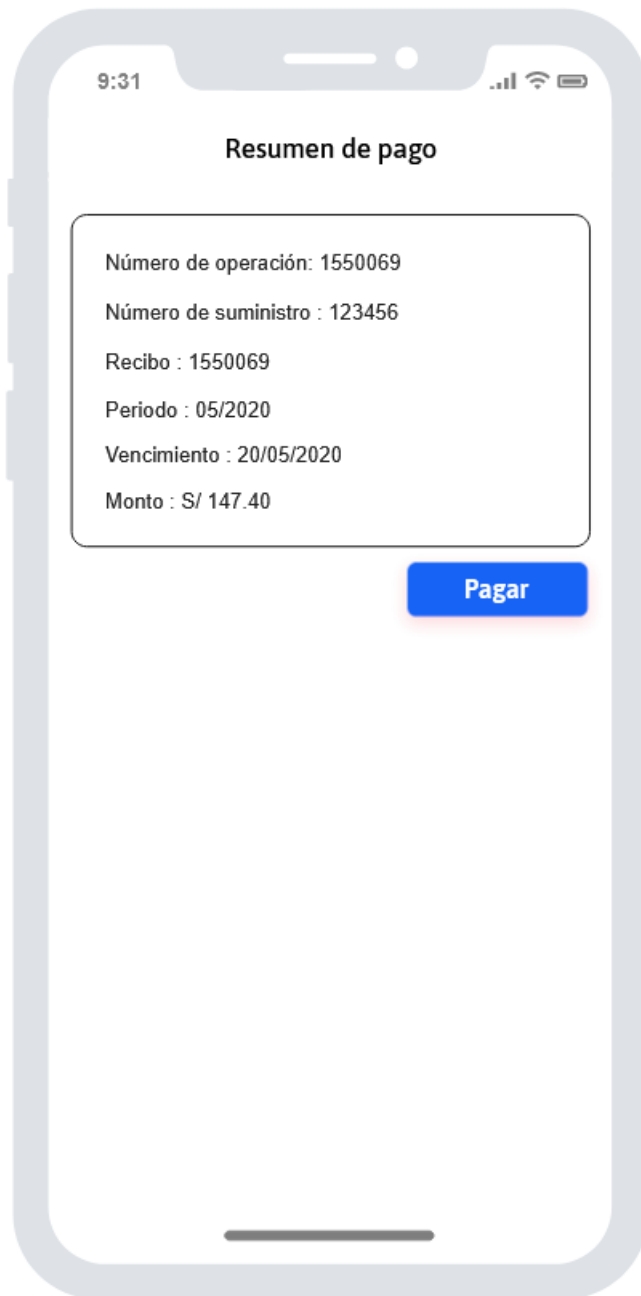 9:31
Resumen de pago
Número de operación: 1550069
Número de suministro : 123456
Recibo : 1550069
Periodo : 05/2020
Vencimiento : 20/05/2020
Monto : S/ 147.40
Pagar